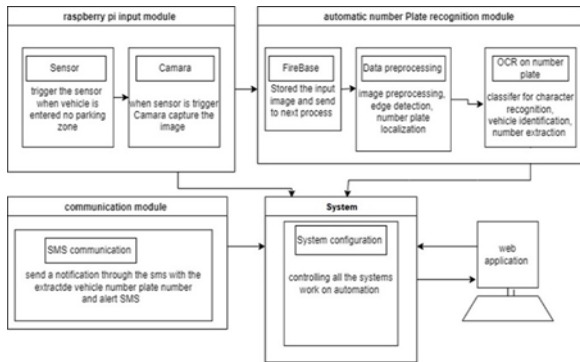 raspberry pi input module
Sensor
trigger the sensor
when vehicle is
entered no parking
zone
Camara
when sensor is trigger
Camara capture the
image
automatic number Plate recognition module
FireBase
Stored the input
image and send
to next process
Data preprocessing
image preprocessing,
edge detection,
number plate
localization
OCR on number
plate
classifer for character
recognition,
vehicle identification,
number extraction
communication module
SMS communication
send a notification through the sms with the
extractde vehicle number plate number
and alert SMS
System
System configuration
controlling all the systems
work on automation
web
application